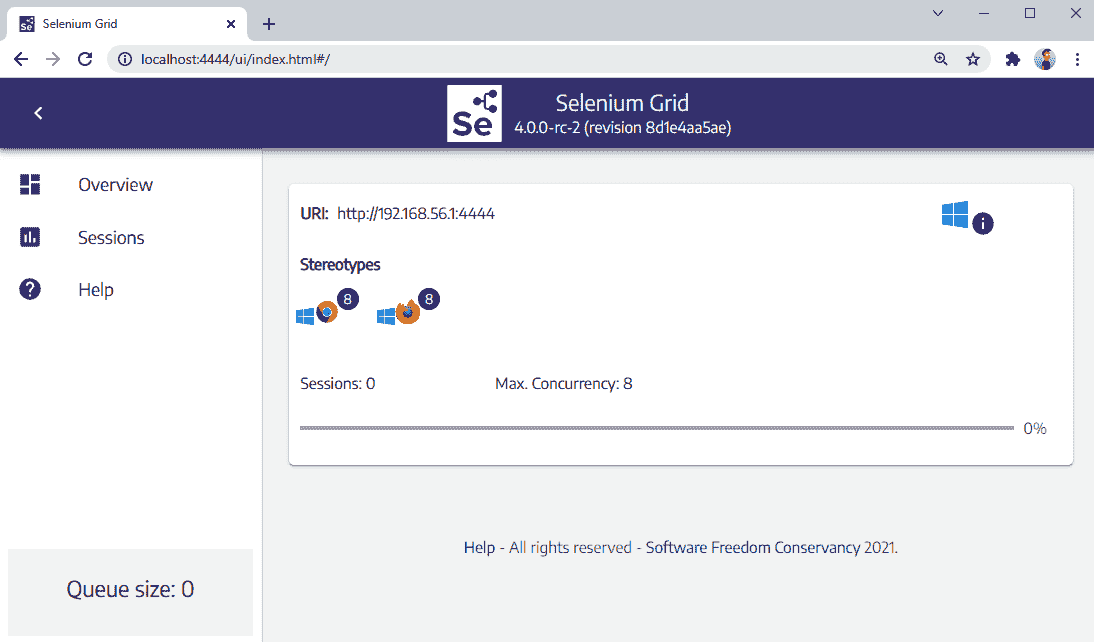 Selenium Grid
localhost:4444/ui/index.html#/
Se
Selenium Grid
4.0.0-rc-2 (revision 8d1e4aa5ae)
Overview
Sessions
Help
URI: http://192.168.56.1:4444
Stereotypes
8 8
Sessions: 0 Max. Concurrency: 8
0%
Help - All rights reserved - Software Freedom Conservancy 2021.
Queue size: 0